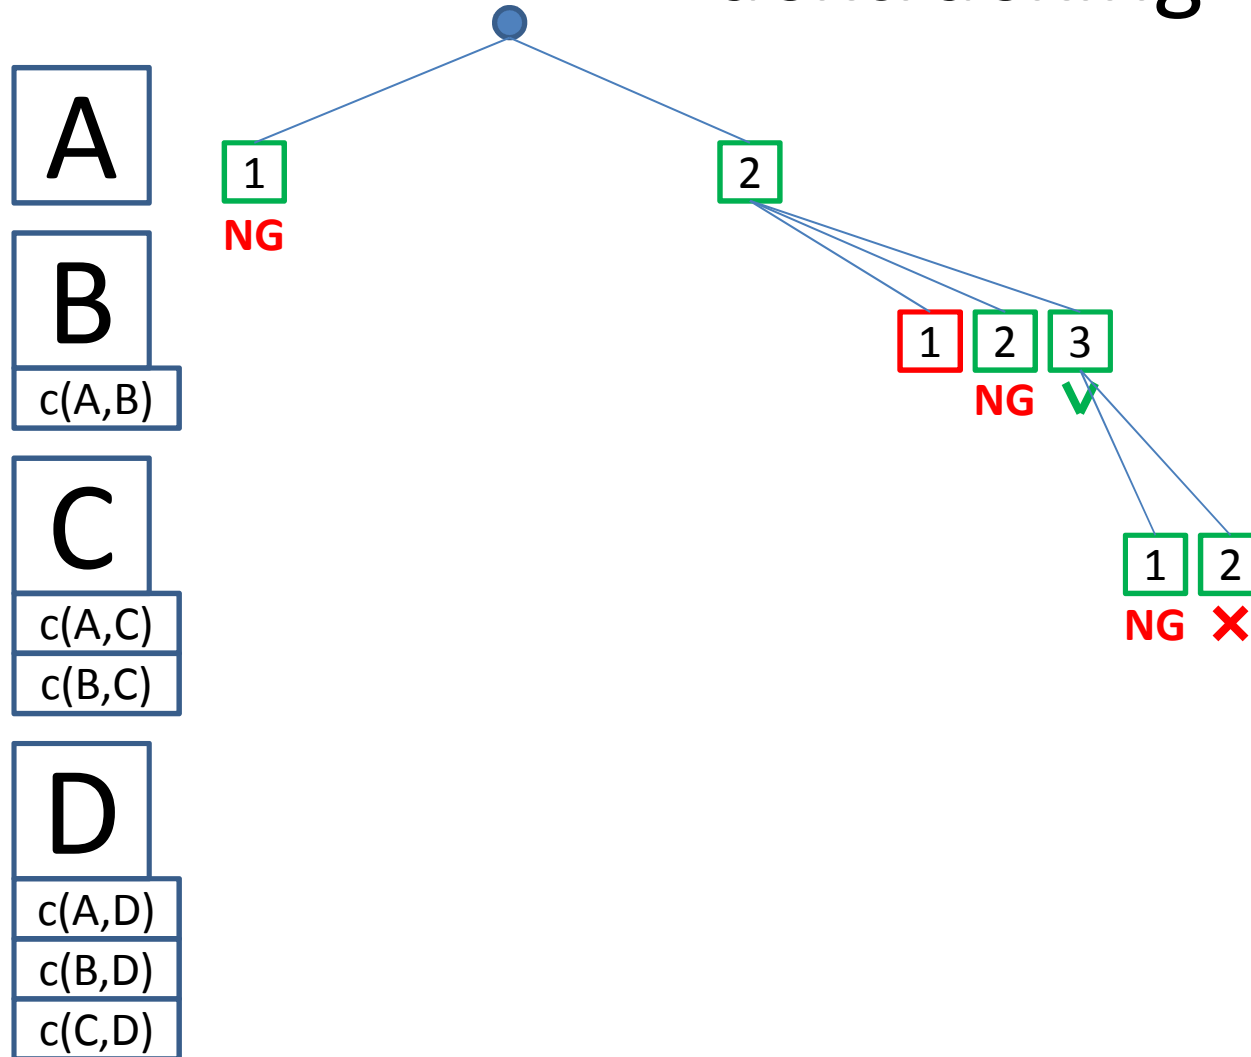 A
1 2
NG
B
1 2 3
c(A,B)
NG
C
1 2
c(A,C)
NG
c(B,C)
D
c(A,D)
c(B,D)
c(C,D)